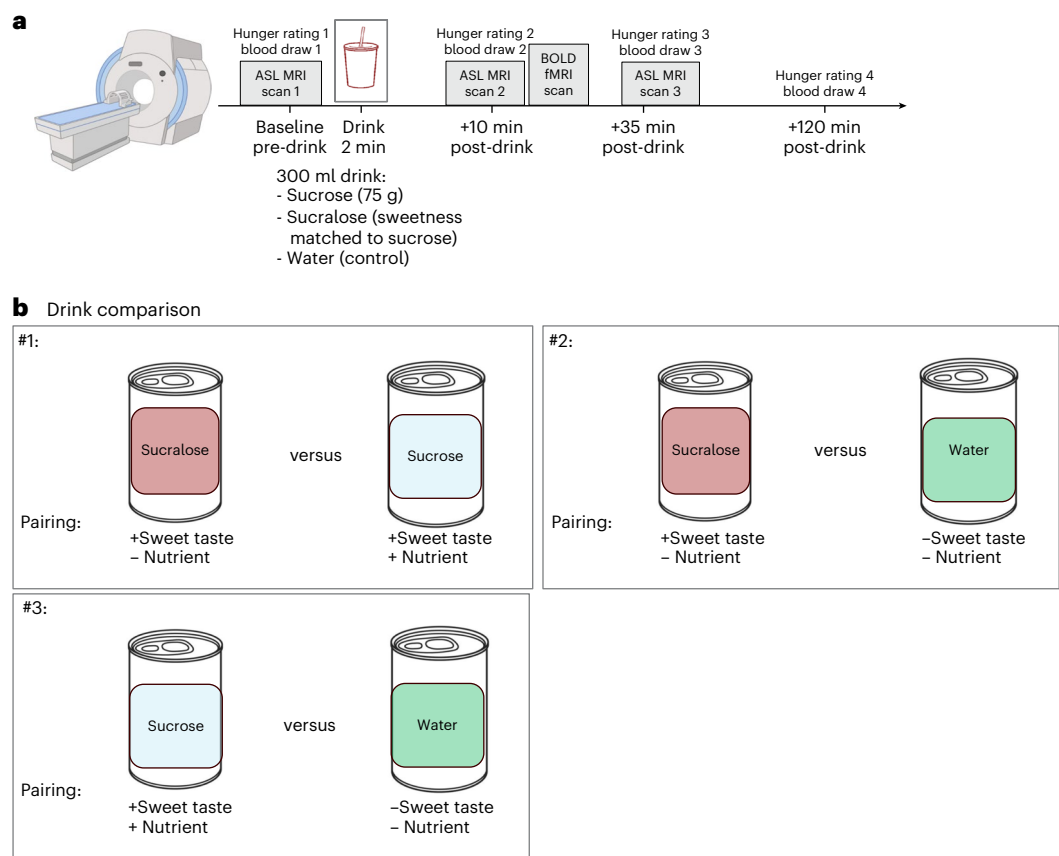 a
Hunger rating 1
blood draw 1
ASL MRI
scan 1
Hunger rating 2
blood draw 2
ASL MRI
scan 2
BOLD
fMRI
scan
Hunger rating 3
blood draw 3
ASL MRI
scan 3
Hunger rating 4
blood draw 4
Baseline
pre-drink
Drink
2 min
+10 min
post-drink
+35 min
post-drink
+120 min
post-drink
300 ml drink:
- Sucrose (75 g)
- Sucralose (sweetness
matched to sucrose)
- Water (control)
b Drink comparison
#1:
Sucralose
versus
Sucrose
Pairing:
+Sweet taste
– Nutrient
+Sweet taste
+ Nutrient
#2:
Sucralose
versus
Water
Pairing:
+Sweet taste
– Nutrient
–Sweet taste
– Nutrient
#3:
Sucrose
versus
Water
Pairing:
+Sweet taste
+ Nutrient
–Sweet taste
– Nutrient